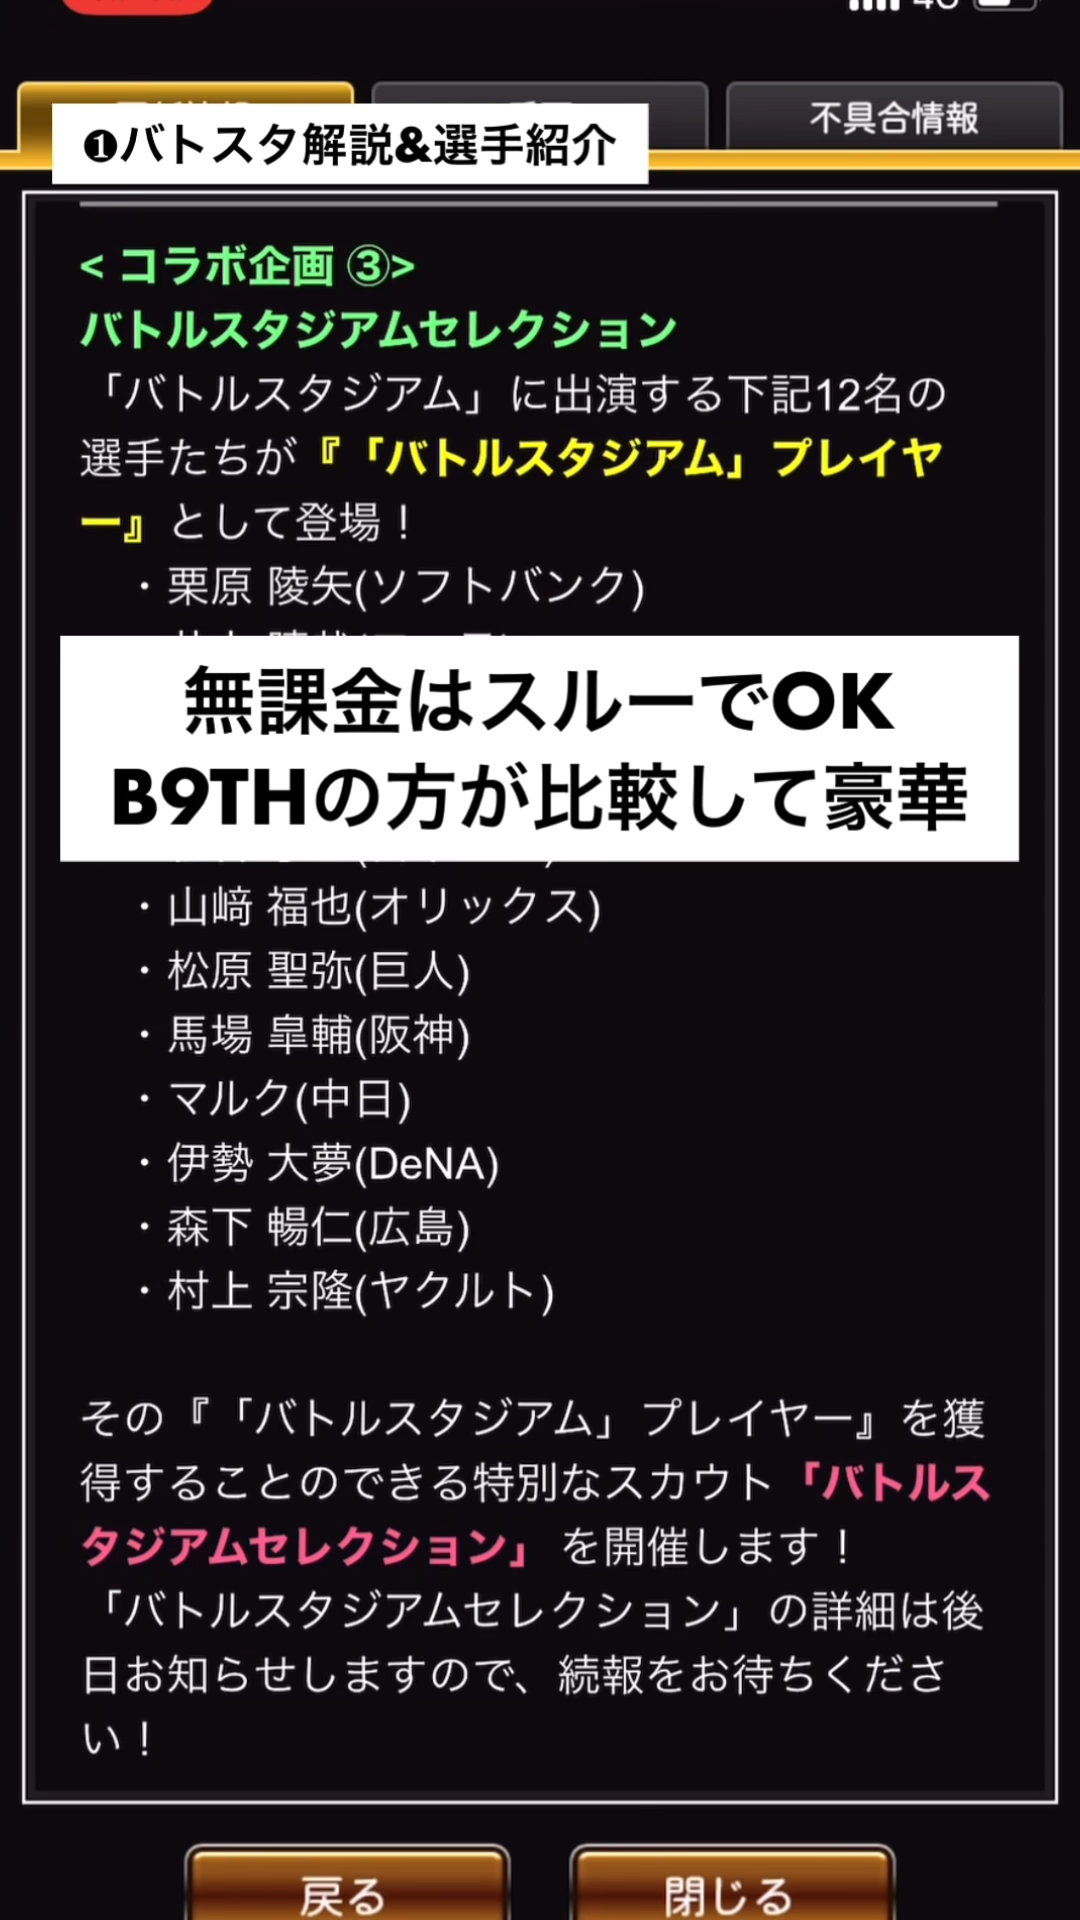 不具合情報
❶バトスタ解説&選手紹介
< コラボ企画 ③>
バトルスタジアムセレクション
「バトルスタジアム」に出演する下記12名の
選手たちが『「バトルスタジアム」プレイヤ
ー』として登場！
・栗原 陵矢(ソフトバンク)
無課金はスルーでOK
B9THの方が比較して豪華
・山﨑 福也(オリックス)
・松原 聖弥(巨人)
・馬場 皐輔(阪神)
・マルク(中日)
・伊勢 大夢(DeNA)
・森下 暢仁(広島)
・村上 宗隆(ヤクルト)
その『「バトルスタジアム」プレイヤー』を獲
得することのできる特別なスカウト「バトルス
タジアムセレクション」を開催します！
「バトルスタジアムセレクション」の詳細は後
日お知らせしますので、続報をお待ちくださ
い！
戻る
閉じる